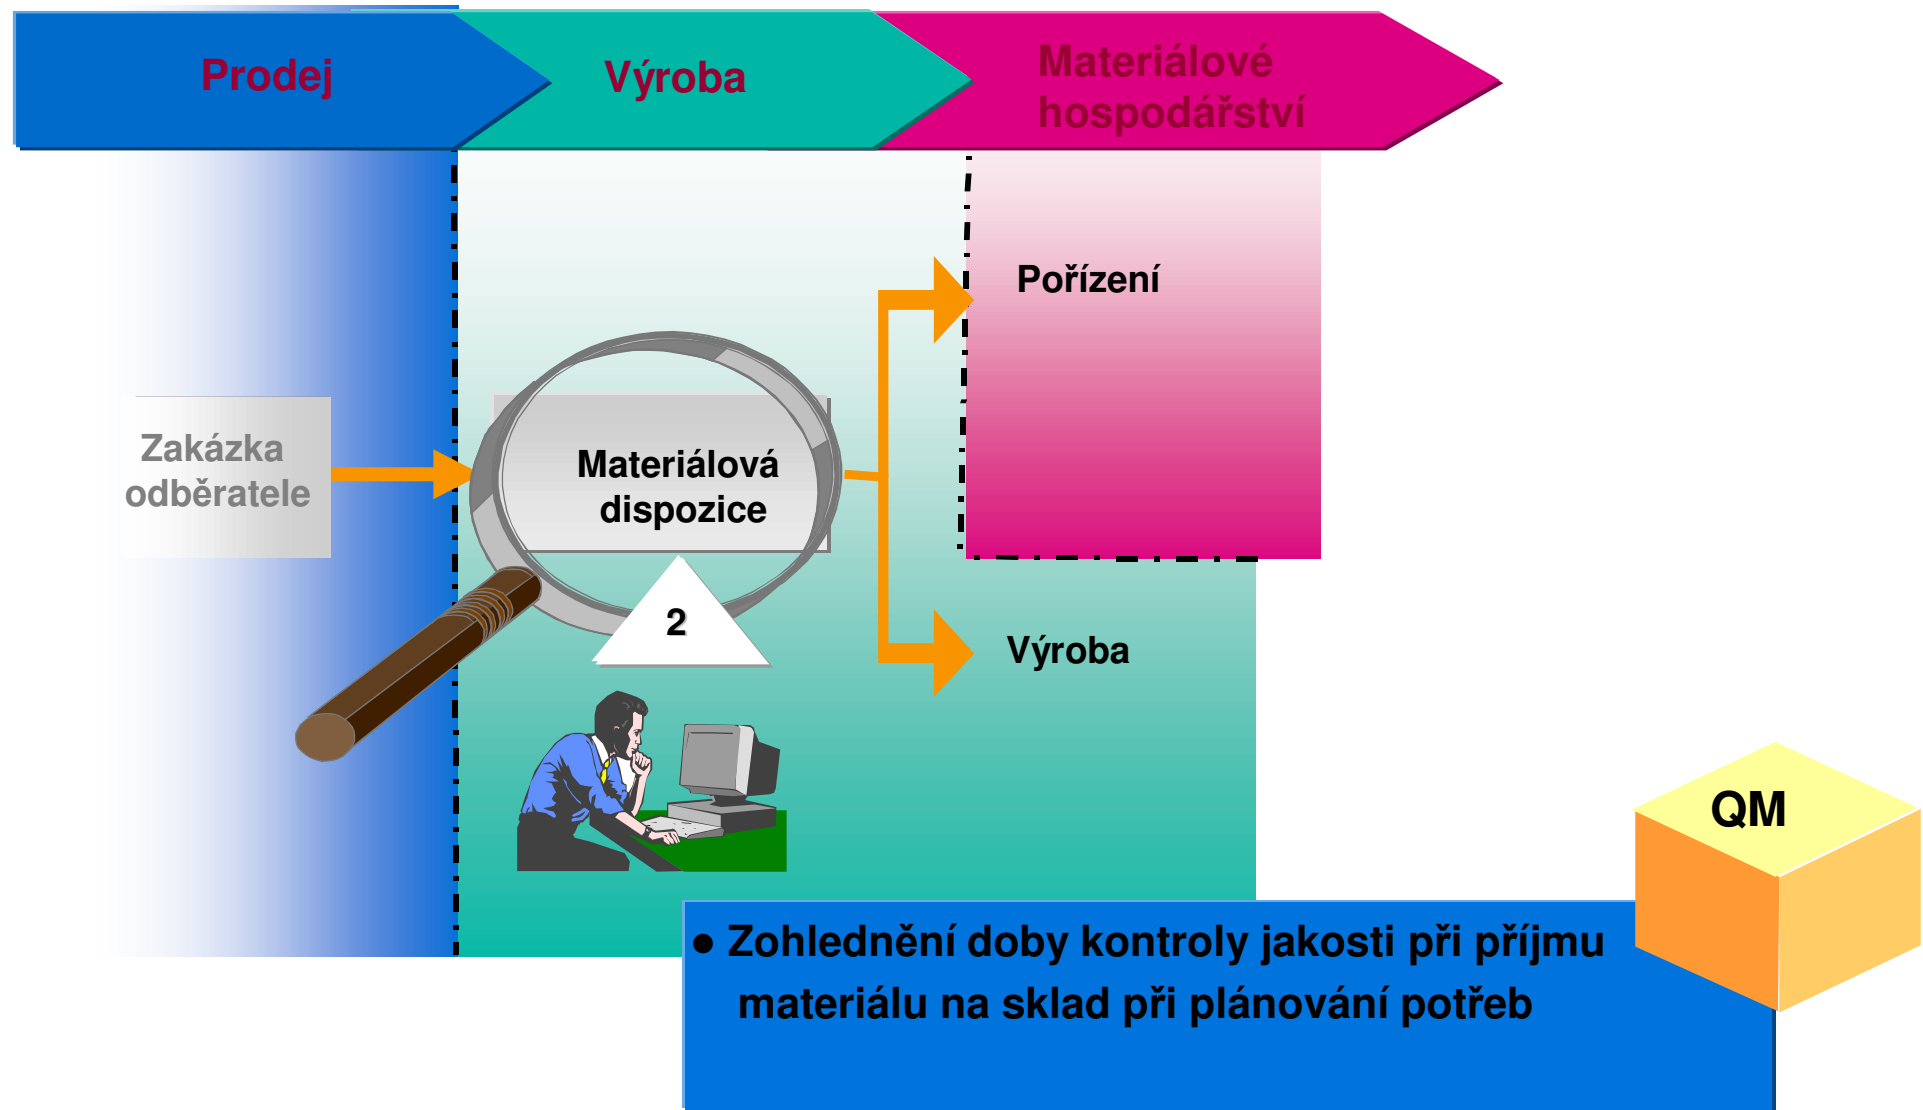 Prodej
Výroba
Materiálové
hospodářství
Pořízení
Zakázka
odběratele
Materiálová
dispozice
2
Výroba
QM
● Zohlednění doby kontroly jakosti při příjmu
materiálu na sklad při plánování potřeb